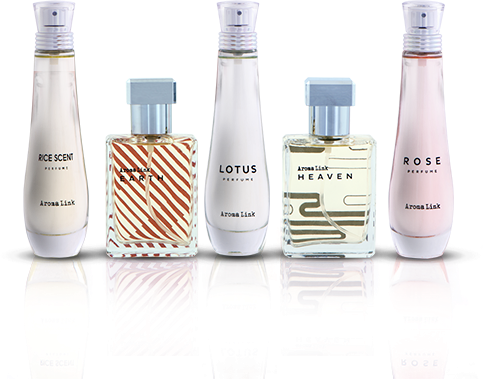 RICE SCENT
PERFUME
Aroma Link
Aroma Link
EARTH
LOTUS
PERFUME
Aroma Link
Aroma Link
HEAVEN
ROSE
PERFUME
Aroma Link